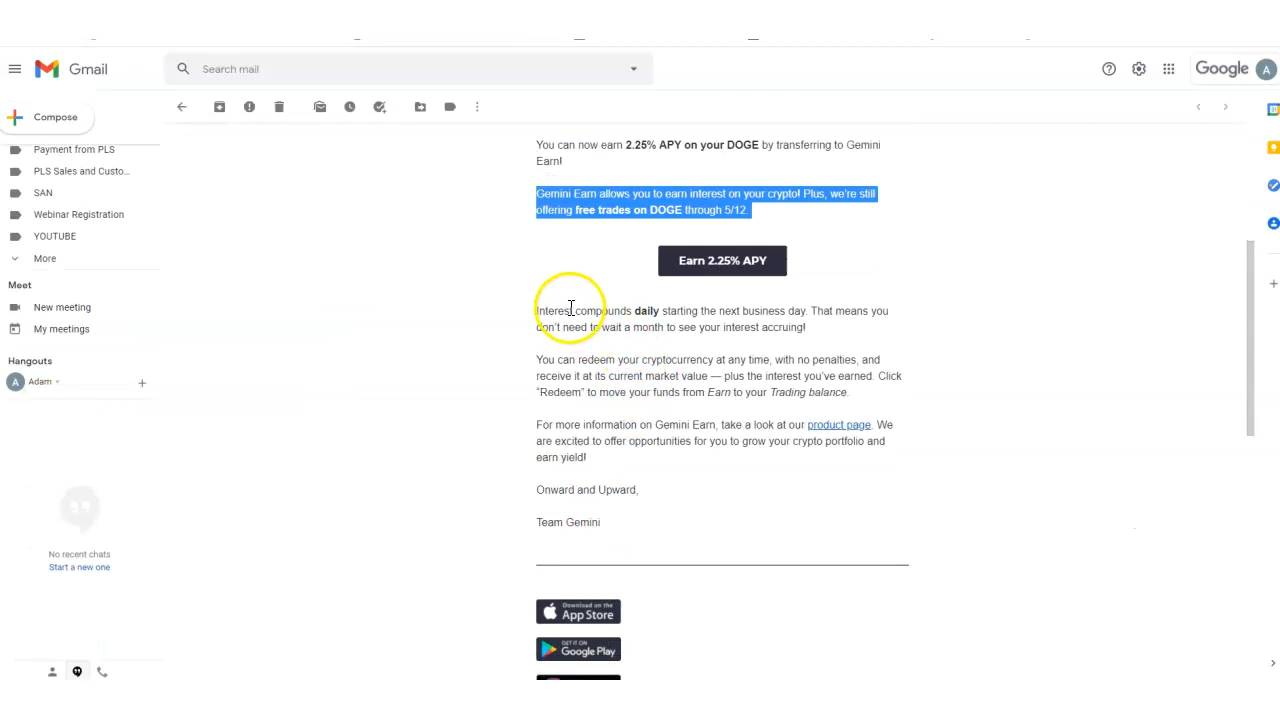 Gmail
Search mail
Google
A
Compose
Payment from PLS
PLS Sales and Custo...
SAN
Webinar Registration
YOUTUBE
More
Meet
New meeting
My meetings
Hangouts
A
Adam
No recent chats
Start a new one
You can now earn 2.25% APY on your DOGE by transferring to Gemini
Earn!
Gemini Earn allows you to earn interest on your crypto! Plus, we're still
offering free trades on DOGE through 5/12.
Earn 2.25% APY
Interest compounds daily starting the next business day. That means you
don't need to wait a month to see your interest accruing!
You can redeem your cryptocurrency at any time, with no penalties, and
receive it at its current market value — plus the interest you've earned. Click
“Redeem” to move your funds from Earn to your Trading balance.
For more information on Gemini Earn, take a look at our product page. We
are excited to offer opportunities for you to grow your crypto portfolio and
earn yield!
Onward and Upward,
Team Gemini
Download on the
App Store
GET IT ON
Google Play